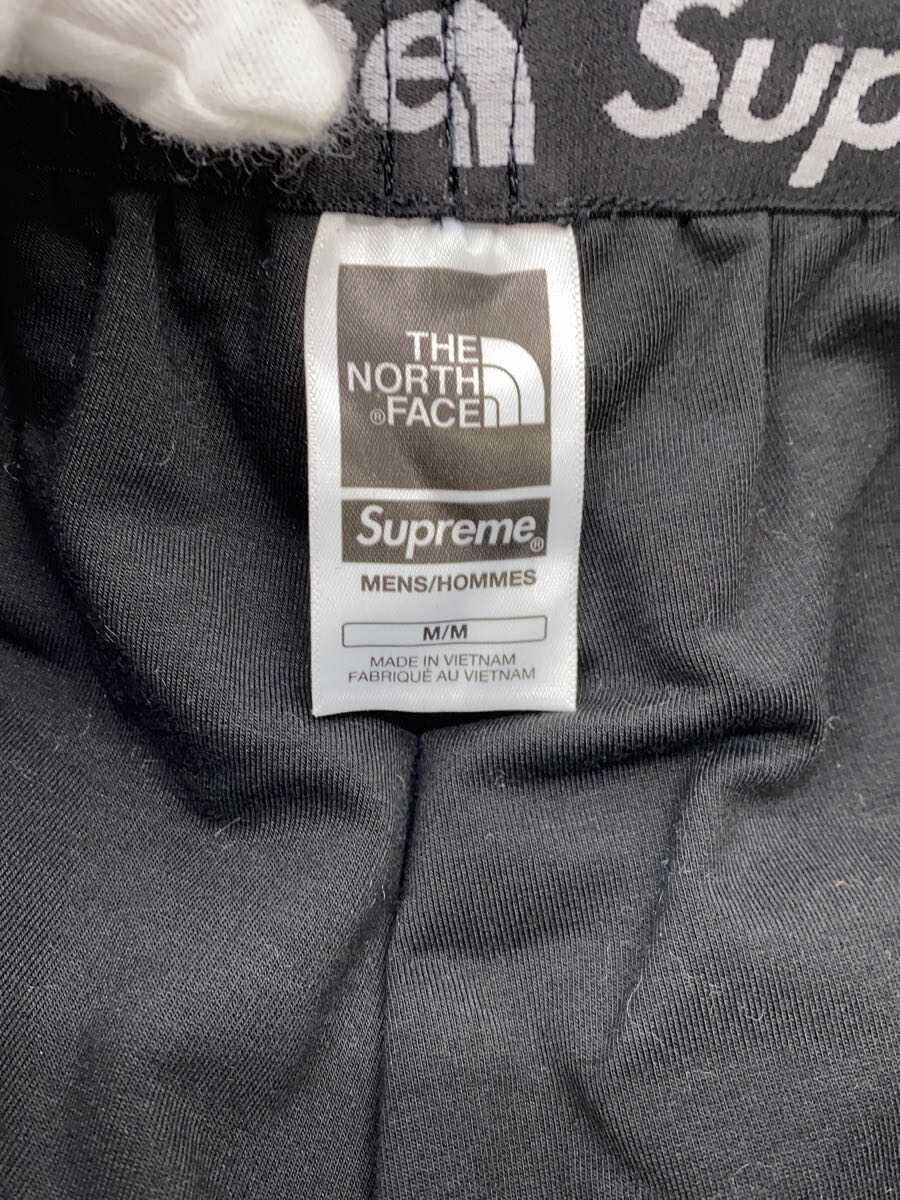 Sup
THE
NORTH
®FACE
Supreme®
MENS/HOMMES
M/M
MADE IN VIETNAM
FABRIQUÉ AU VIETNAM